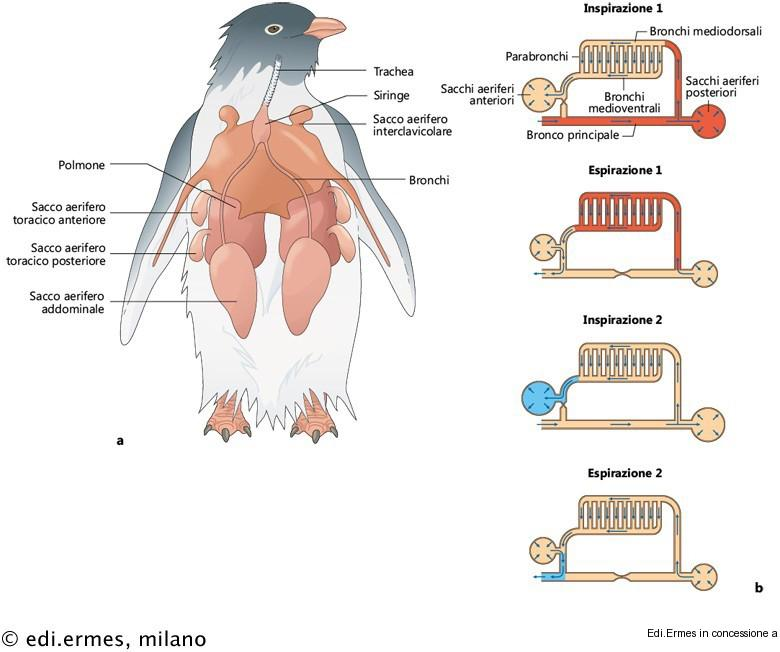 Trachea
Siringe
Sacco aerifero
interclavicolare
Polmone
Bronchi
Sacco aerifero
toracico anteriore
Sacco aerifero
toracico posteriore
Sacco aerifero
addominale
a
Inspirazione 1
Bronchi mediodorsali
Parabronchi
Sacchi aeriferi
anteriori
Sacchi aeriferi
posteriori
Bronchi
medioventrali
Bronco principale
Espirazione 1
Inspirazione 2
Espirazione 2
b
© edi.ermes, milano
Edi.Ermes in concessione a